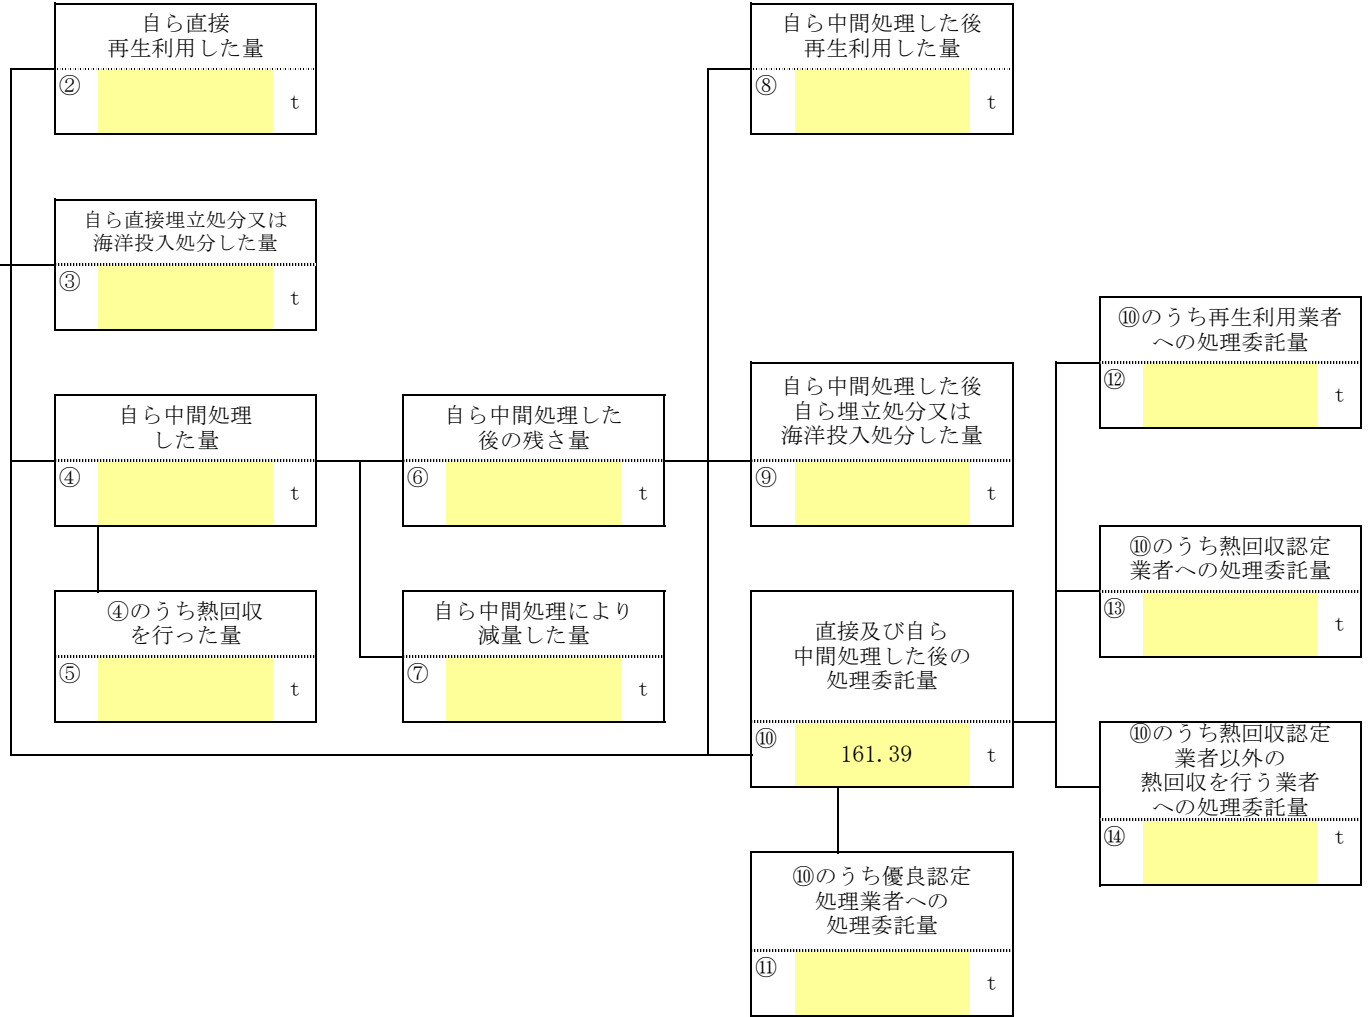 自ら直接
再生利用した量
②
t
自ら中間処理した後
再生利用した量
⑧
t
自ら直接埋立処分又は
海洋投入処分した量
③
t
⑩のうち再生利用業者
への処理委託量
⑫
t
自ら中間処理
した量
④
t
自ら中間処理した
後の残さ量
⑥
t
自ら中間処理した後
自ら埋立処分又は
海洋投入処分した量
⑨
t
⑩のうち熱回収認定
業者への処理委託量
⑬
t
④のうち熱回収
を行った量
⑤
t
自ら中間処理により
減量した量
⑦
t
直接及び自ら
中間処理した後の
処理委託量
⑩
161.39
t
⑩のうち熱回収認定
業者以外の
熱回収を行う業者
への処理委託量
⑭
t
⑩のうち優良認定
処理業者への
処理委託量
⑪
t